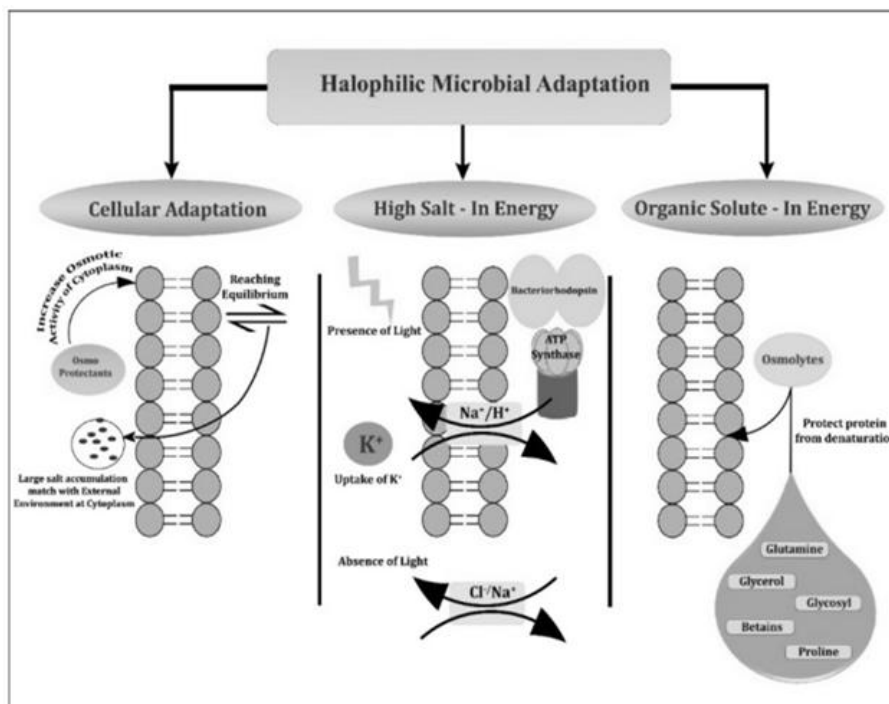 Halophilic Microbial Adaptation
Cellular Adaptation
Increase Osmotic
Activity of Cytoplasm
Reaching
Equilibrium
Osmo
Protectants
Large salt accumulation
match with External
Environment at Cytoplasm
High Salt - In Energy
Presence of Light
Bacteriorhodopsin
ATP
Synthase
Na⁺/H⁺
K⁺
Uptake of K⁺
Absence of Light
Cl⁻/Na⁺
Organic Solute - In Energy
Osmolytes
Protect protein
from denaturatio
Glutamine
Glycerol
Glycosyl
Betains
Proline